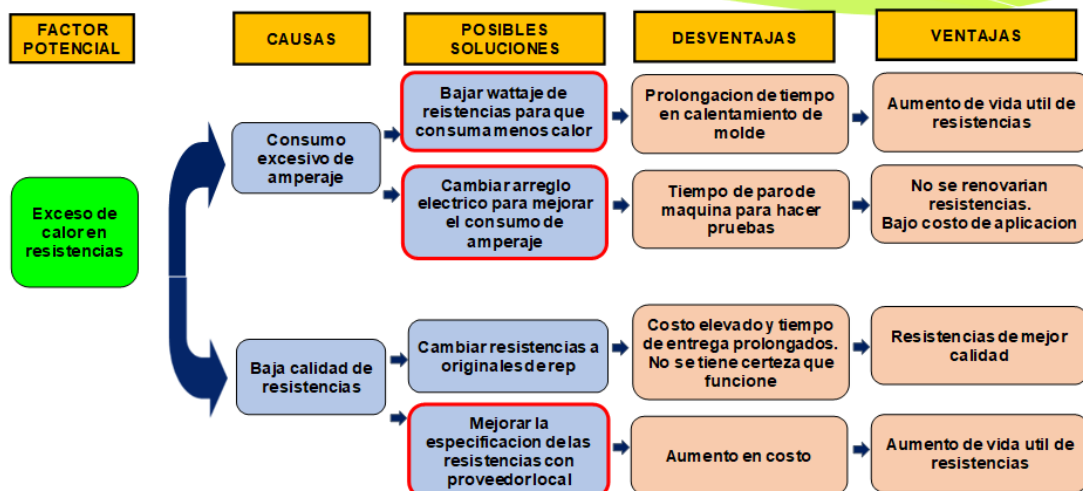 FACTOR
POTENCIAL
CAUSAS
POSIBLES
SOLUCIONES
DESVENTAJAS
VENTAJAS
Exceso de
calor en
resistencias
Consumo
excesivo de
amperaje
Bajar wattaje de
reistencias para que
consuma menos calor
Prolongacion de tiempo
en calentamiento de
molde
Aumento de vida util de
resistencias
Cambiar arreglo
electrico para mejorar
el consumo de
amperaje
Tiempo de paro de
maquina para hacer
pruebas
No se renovarian
resistencias.
Bajo costo de aplicacion
Baja calidad de
resistencias
Cambiar resistencias a
originales de rep
Costo elevado y tiempo
de entrega prolongados.
No se tiene certeza que
funcione
Resistencias de mejor
calidad
Mejorar la
especificacion de las
resistencias con
proveedor local
Aumento en costo
Aumento de vida util de
resistencias